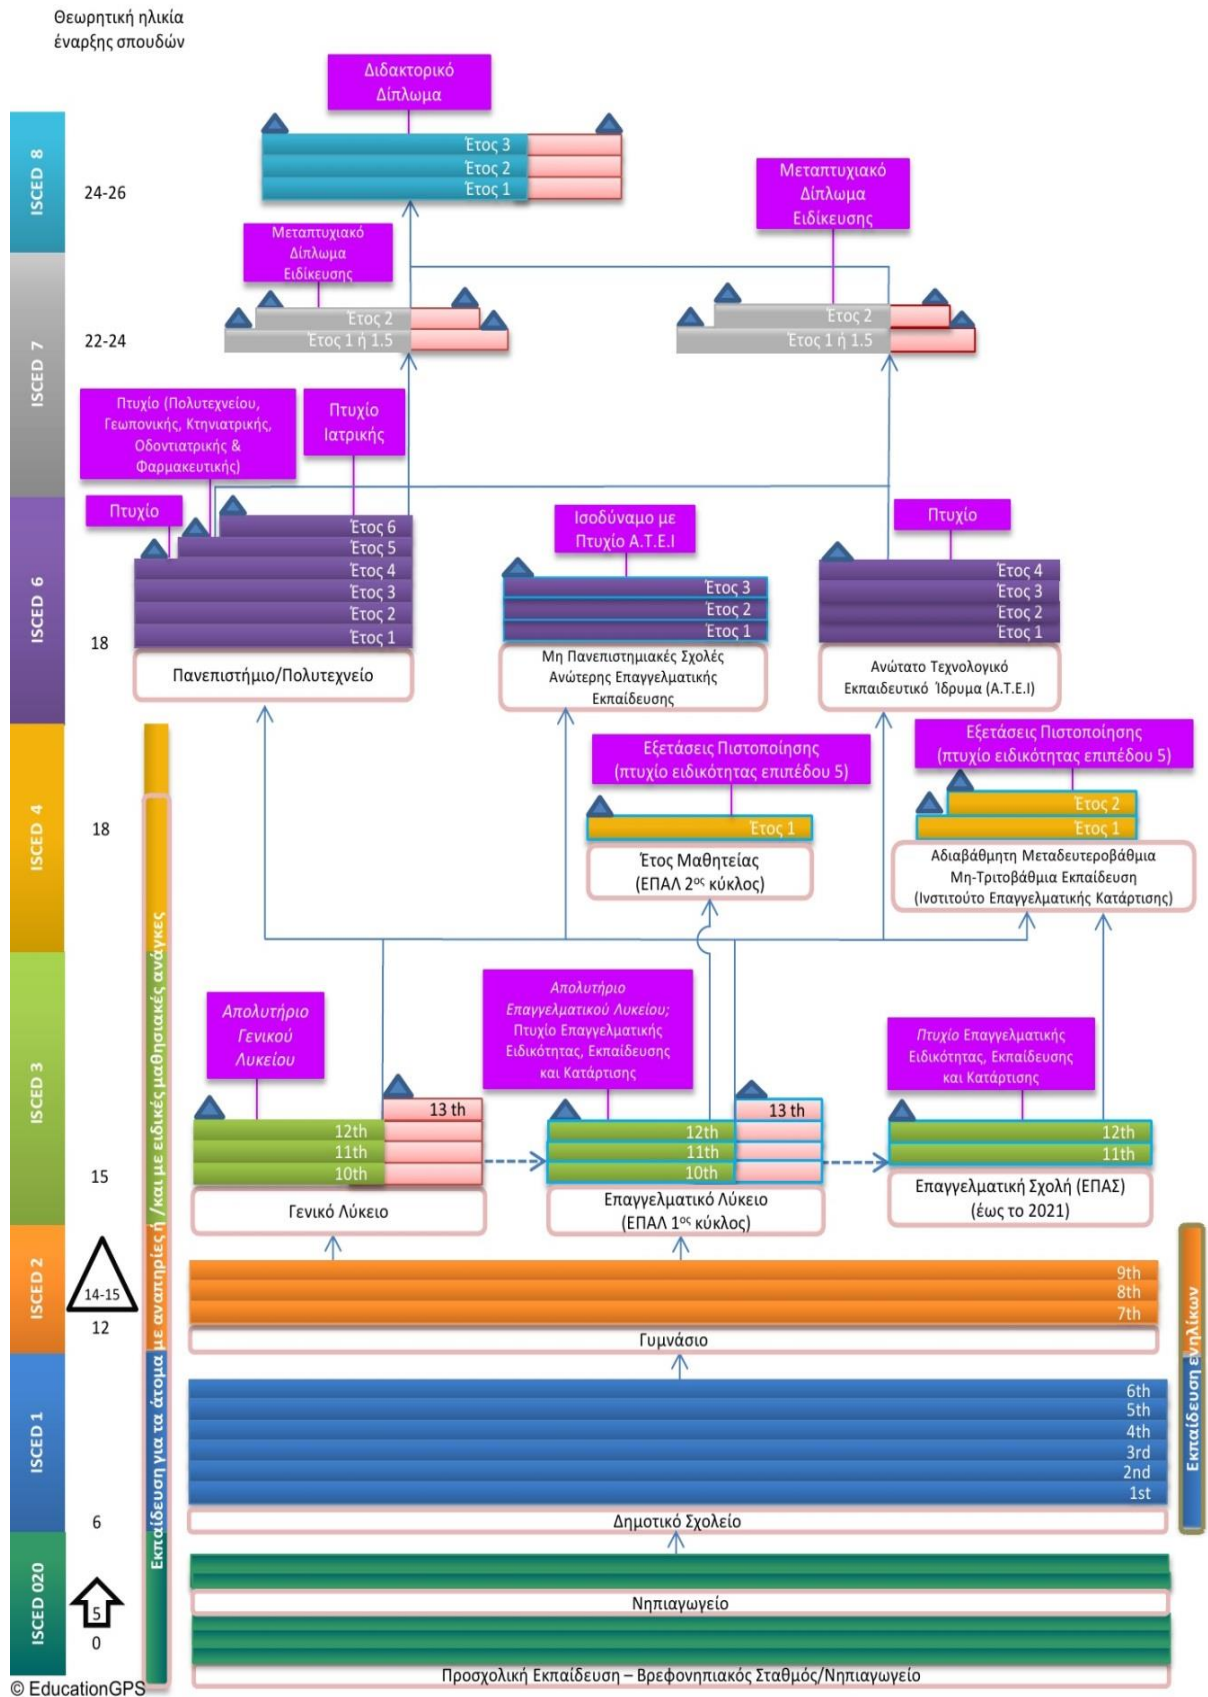 Θεωρητική ηλικία
έναρξης σπουδών
Διδακτορικό
Δίπλωμα
ISCED 8
24-26
Έτος 3
Έτος 2
Έτος 1
Μεταπτυχιακό
Δίπλωμα
Ειδίκευσης
Μεταπτυχιακό
Δίπλωμα
Ειδίκευσης
ISCED 7
22-24
Έτος 2
Έτος 1 ή 1.5
Έτος 2
Έτος 1 ή 1.5
Πτυχίο (Πολυτεχνείου,
Γεωπονικής, Κτηνιατρικής,
Οδοντιατρικής &
Φαρμακευτικής)
Πτυχίο
Ιατρικής
Πτυχίο
Ισοδύναμο με
Πτυχίο Α.Τ.Ε.Ι
Πτυχίο
ISCED 6
18
Έτος 6
Έτος 5
Έτος 4
Έτος 3
Έτος 2
Έτος 1
Πανεπιστήμιο/Πολυτεχνείο
Έτος 3
Έτος 2
Έτος 1
Μη Πανεπιστημιακές Σχολές
Ανώτερης Επαγγελματικής
Εκπαίδευσης
Έτος 4
Έτος 3
Έτος 2
Έτος 1
Ανώτατο Τεχνολογικό
Εκπαιδευτικό Ίδρυμα (Α.Τ.Ε.Ι)
ISCED 4
18
Εξετάσεις Πιστοποίησης
(πτυχίο ειδικότητας επιπέδου 5)
Έτος 1
Έτος Μαθητείας
(ΕΠΑΛ 2ος κύκλος)
Εξετάσεις Πιστοποίησης
(πτυχίο ειδικότητας επιπέδου 5)
Έτος 2
Έτος 1
Αδιαβάθμητη Μεταδευτεροβάθμια
Μη-Τριτοβάθμια Εκπαίδευση
(Ινστιτούτο Επαγγελματικής Κατάρτισης)
Εκπαίδευση για τα άτομα με αναπηρίες ή /και με ειδικές μαθησιακές ανάγκες
ISCED 3
15
Απολυτήριο
Γενικού
Λυκείου
13 th
12th
11th
10th
Γενικό Λύκειο
Απολυτήριο
Επαγγελματικού Λυκείου;
Πτυχίο Επαγγελματικής
Ειδικότητας, Εκπαίδευσης
και Κατάρτισης
13 th
12th
11th
10th
Επαγγελματικό Λύκειο
(ΕΠΑΛ 1ος κύκλος)
Πτυχίο Επαγγελματικής
Ειδικότητας, Εκπαίδευσης
και Κατάρτισης
12th
11th
Επαγγελματική Σχολή (ΕΠΑΣ)
(έως το 2021)
ISCED 2
14-15
12
9th
8th
7th
Γυμνάσιο
Εκπαίδευση ενηλίκων
ISCED 1
6
6th
5th
4th
3rd
2nd
1st
Δημοτικό Σχολείο
ISCED 020
5
0
Νηπιαγωγείο
Προσχολική Εκπαίδευση – Βρεφονηπιακός Σταθμός/Νηπιαγωγείο
© EducationGPS